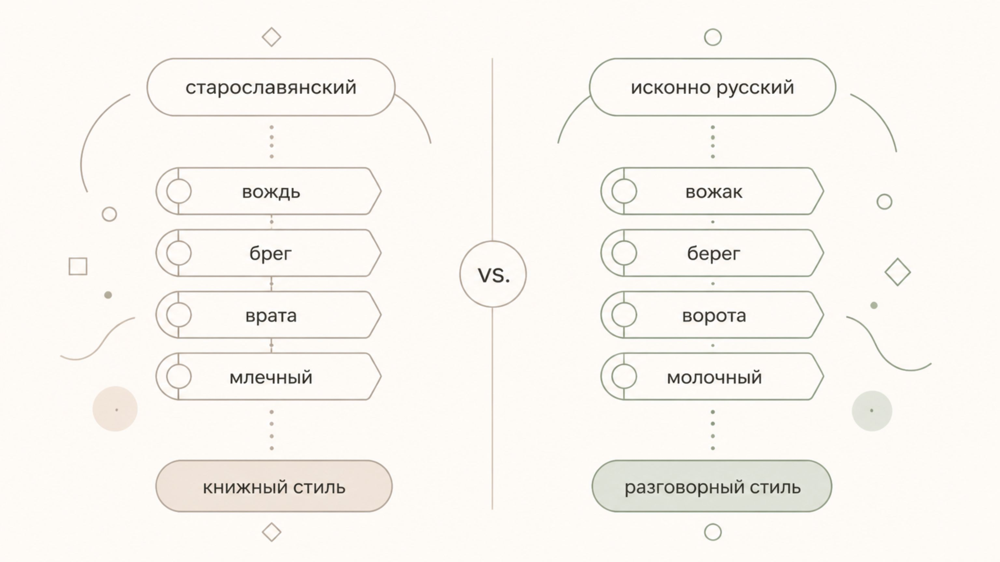 старославянский
вождь
брег
врата
млечный
книжный стиль
vs.
исконно русский
вожак
берег
ворота
молочный
разговорный стиль